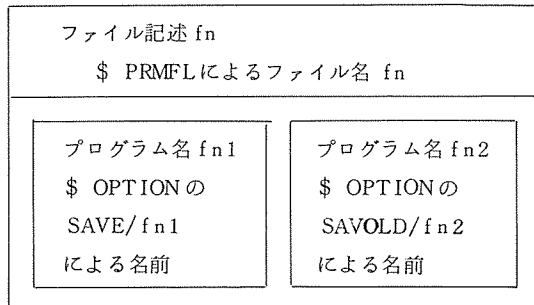 ファイル記述 fn
$ PRMFLによるファイル名 fn
プログラム名 fn1
$ OPTIONの
SAVE/fn1
による名前
プログラム名 fn2
$ OPTIONの
SAVOLD/fn2
による名前